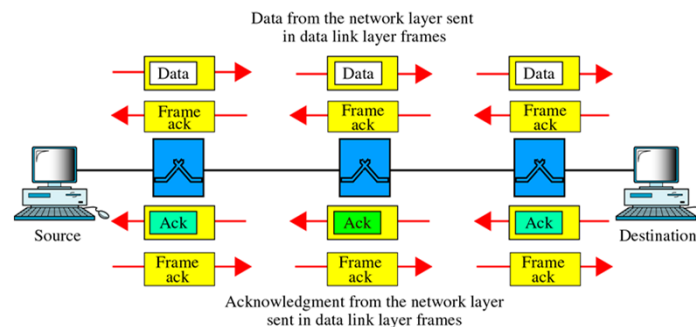 Data from the network layer sent
in data link layer frames
Data
Data
Data
Frame
ack
Frame
ack
Frame
ack
Source
Destination
Ack
Ack
Ack
Frame
ack
Frame
ack
Frame
ack
Acknowledgment from the network layer
sent in data link layer frames